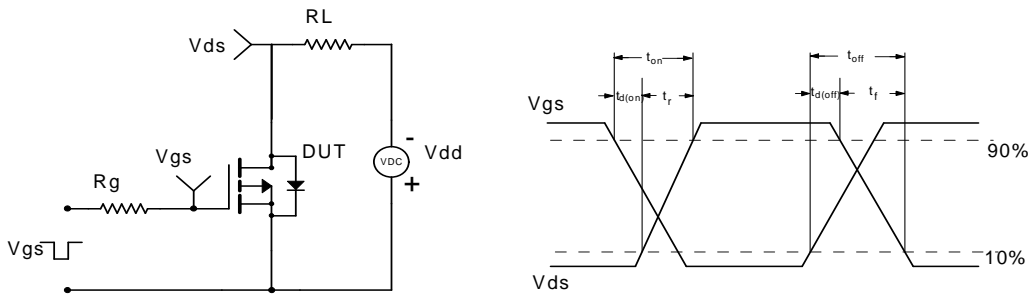 RL
Vds
Vgs
DUT
-
VDC
Vdd
+
Rg
Vgs
ton
toff
td(on)
tr
td(off)
tf
Vgs
90%
10%
Vds